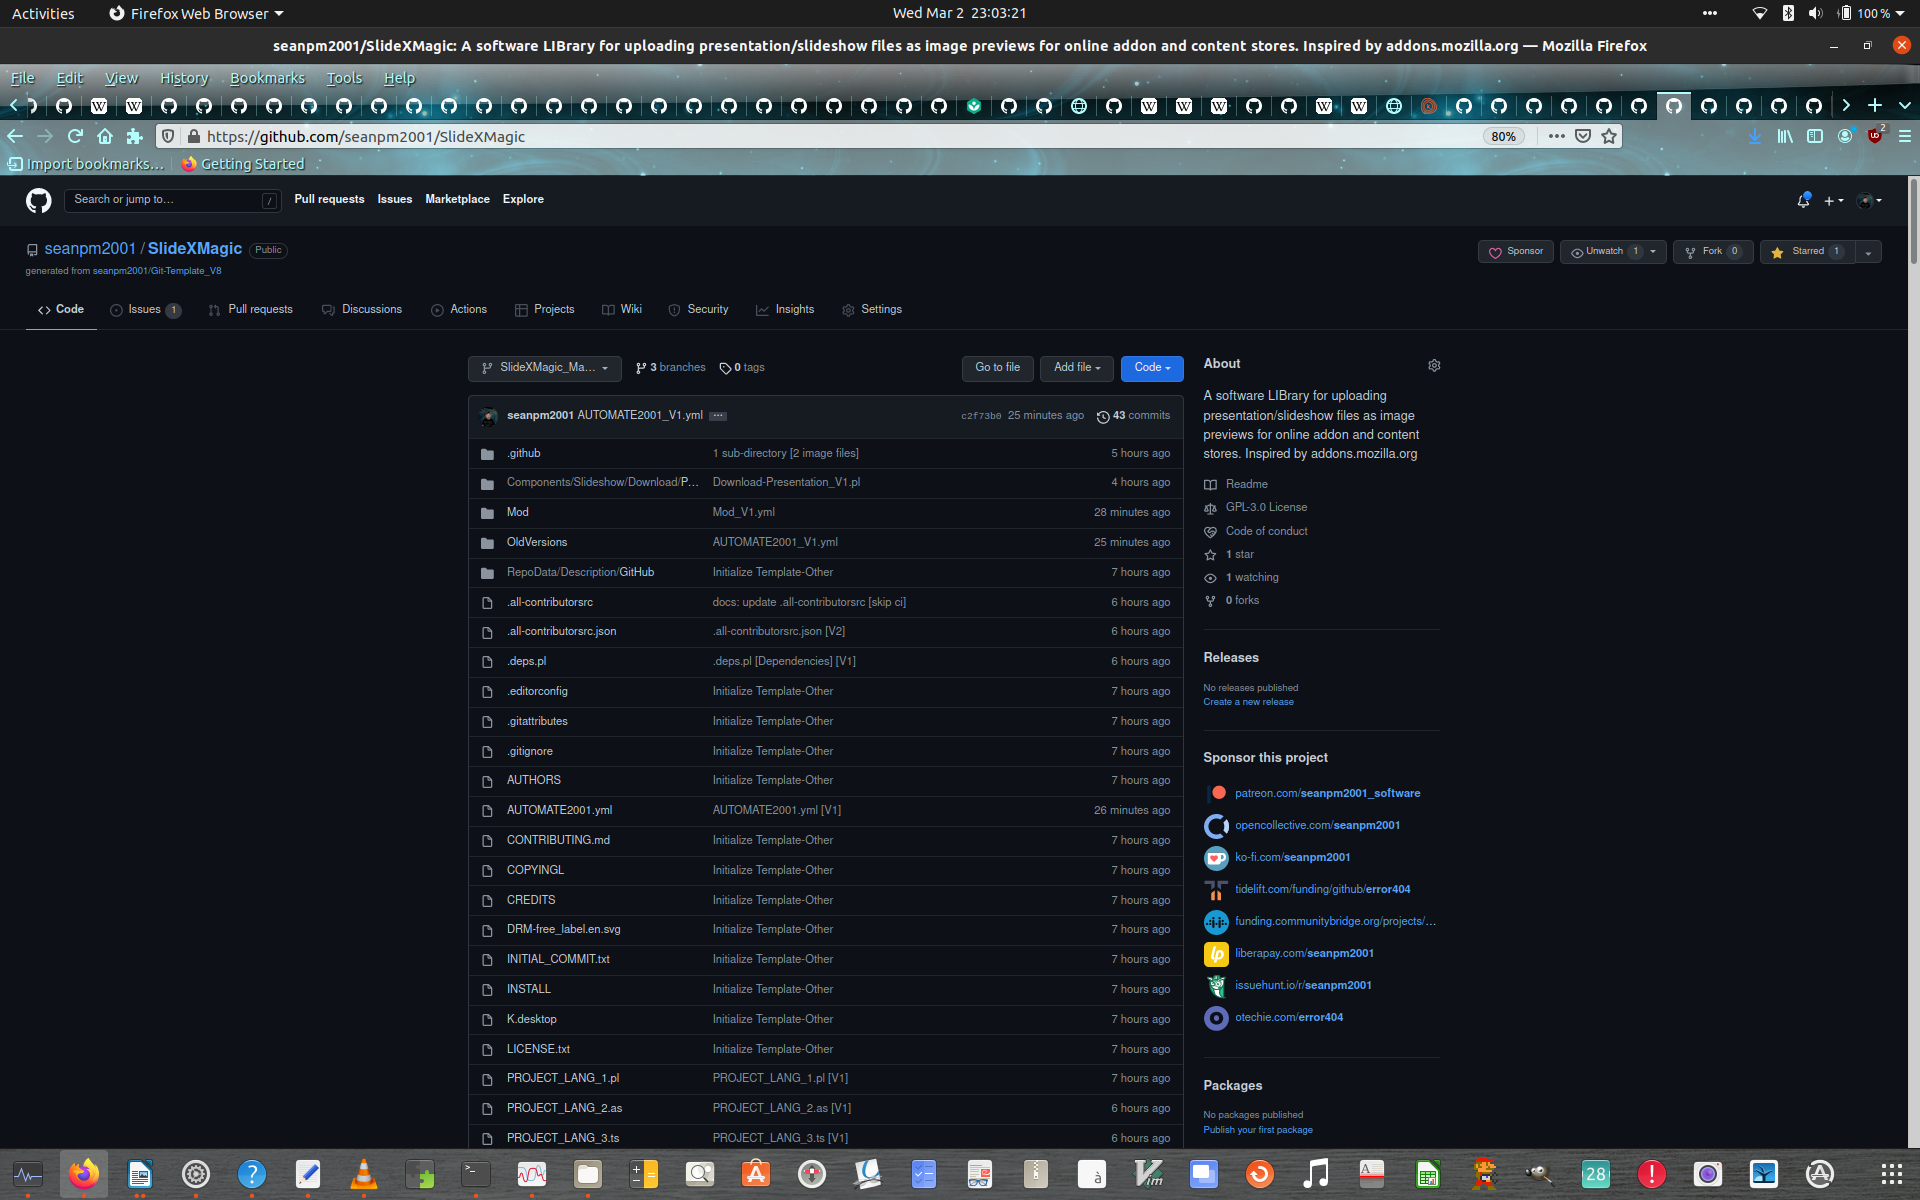 Activities
Firefox Web Browser
Wed Mar 2 23:03:21
100 %
seanpm2001/SlideXMagic: A software LIBrary for uploading presentation/slideshow files as image previews for online addon and content stores. Inspired by addons.mozilla.org — Mozilla Firefox
File Edit View History Bookmarks Tools Help
https://github.com/seanpm2001/SlideXMagic
80%
2
Import bookmarks…
Getting Started
Search or jump to…
/
Pull requests
Issues
Marketplace
Explore
seanpm2001 / SlideXMagic
Public
generated from seanpm2001/Git-Template_V8
Sponsor
Unwatch 1
Fork 0
Starred 1
Code
Issues 1
Pull requests
Discussions
Actions
Projects
Wiki
Security
Insights
Settings
SlideXMagic_Ma…
3 branches
0 tags
Go to file
Add file
Code
seanpm2001 AUTOMATE2001_V1.yml
c2f73b0 25 minutes ago
43 commits
.github 1 sub-directory [2 image files] 5 hours ago
Components/Slideshow/Download/P… Download-Presentation_V1.pl 4 hours ago
Mod Mod_V1.yml 28 minutes ago
OldVersions AUTOMATE2001_V1.yml 25 minutes ago
RepoData/Description/GitHub Initialize Template-Other 7 hours ago
.all-contributorsrc docs: update .all-contributorsrc [skip ci] 6 hours ago
.all-contributorsrc.json .all-contributorsrc.json [V2] 6 hours ago
.deps.pl .deps.pl [Dependencies] [V1] 6 hours ago
.editorconfig Initialize Template-Other 7 hours ago
.gitattributes Initialize Template-Other 7 hours ago
.gitignore Initialize Template-Other 7 hours ago
AUTHORS Initialize Template-Other 7 hours ago
AUTOMATE2001.yml AUTOMATE2001.yml [V1] 26 minutes ago
CONTRIBUTING.md Initialize Template-Other 7 hours ago
COPYINGL Initialize Template-Other 7 hours ago
CREDITS Initialize Template-Other 7 hours ago
DRM-free_label.en.svg Initialize Template-Other 7 hours ago
INITIAL_COMMIT.txt Initialize Template-Other 7 hours ago
INSTALL Initialize Template-Other 7 hours ago
K.desktop Initialize Template-Other 7 hours ago
LICENSE.txt Initialize Template-Other 7 hours ago
PROJECT_LANG_1.pl PROJECT_LANG_1.pl [V1] 7 hours ago
PROJECT_LANG_2.as PROJECT_LANG_2.as [V1] 6 hours ago
PROJECT_LANG_3.ts PROJECT_LANG_3.ts [V1] 6 hours ago
About
A software LIBrary for uploading
presentation/slideshow files as image
previews for online addon and content
stores. Inspired by addons.mozilla.org
Readme
GPL-3.0 License
Code of conduct
1 star
1 watching
0 forks
Releases
No releases published
Create a new release
Sponsor this project
patreon.com/seanpm2001_software
opencollective.com/seanpm2001
ko-fi.com/seanpm2001
tidelift.com/funding/github/error404
funding.communitybridge.org/projects/…
liberapay.com/seanpm2001
issuehunt.io/r/seanpm2001
otechie.com/error404
Packages
No packages published
Publish your first package
28